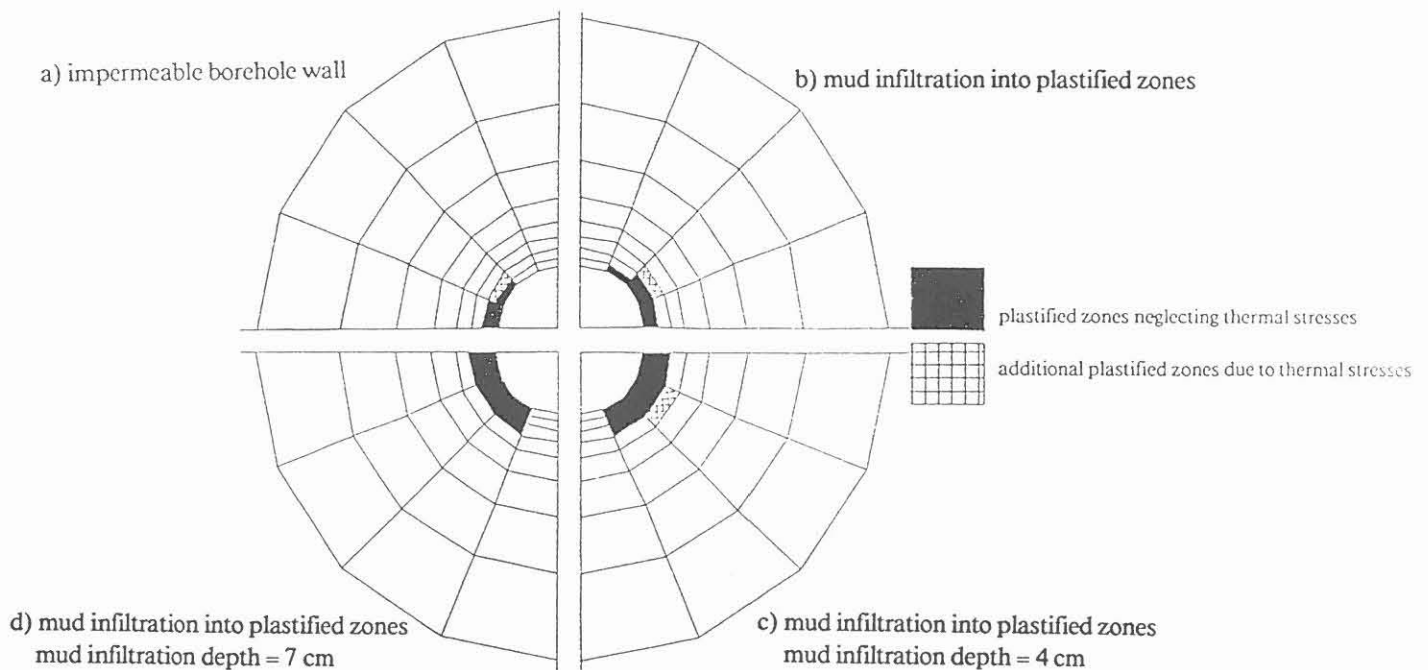 a) impermeable borehole wall
b) mud infiltration into plastified zones
plastified zones neglecting thermal stresses
additional plastified zones due to thermal stresses
d) mud infiltration into plastified zones
mud infiltration depth = 7 cm
c) mud infiltration into plastified zones
mud infiltration depth = 4 cm